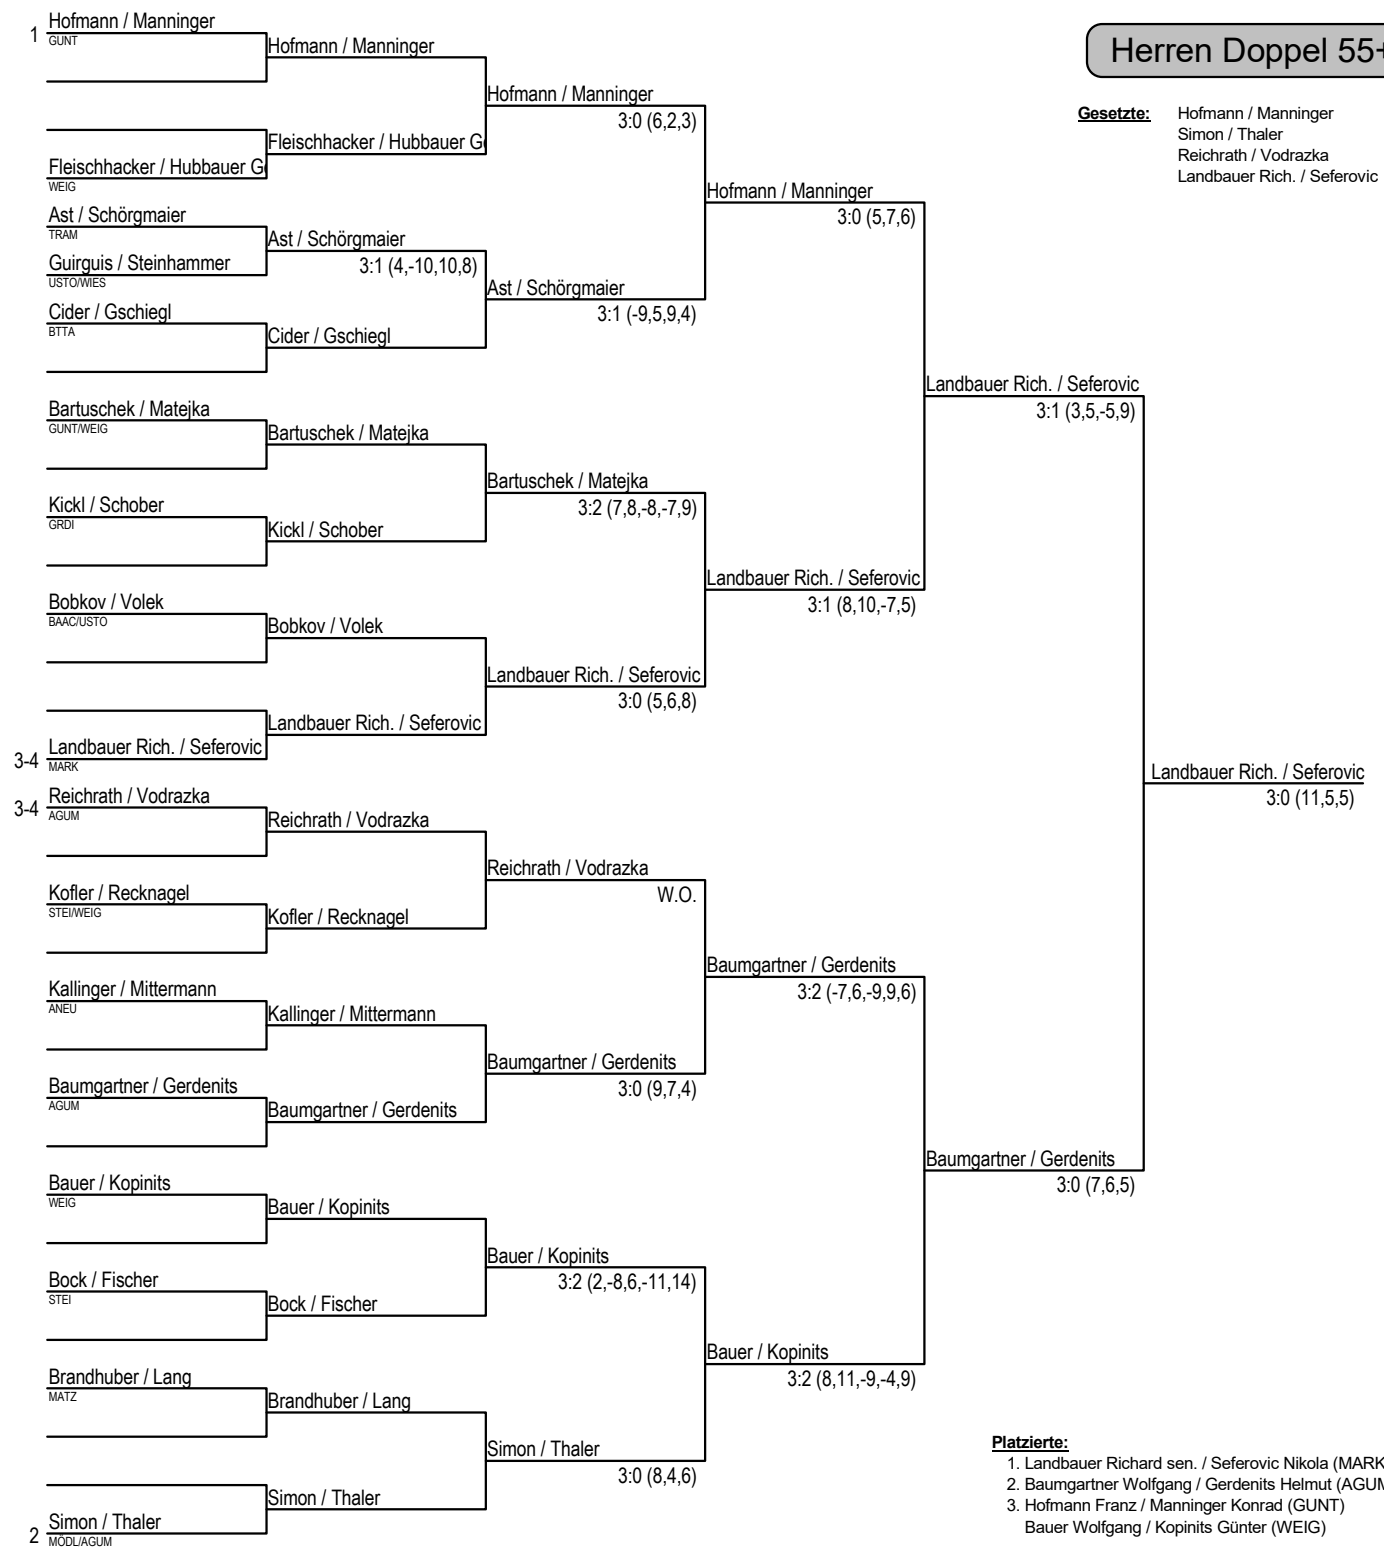 Herren Doppel 55+
Gesetzte: Hofmann / Manninger
Simon / Thaler
Reichrath / Vodrazka
Landbauer Rich. / Seferovic
1 Hofmann / Manninger
GUNT
Fleischhacker / Hubbauer
WEIG
Ast / Schörgmaier
TRAM
Guirguis / Steinhammer
USTO/WIES
Cider / Gschiegl
BTTA
Bartuschek / Matejka
GUNT/WEIG
Kickl / Schober
GRDI
Bobkov / Volek
BAAC/USTO
3-4 Landbauer Rich. / Seferovic
MARK
3-4 Reichrath / Vodrazka
AGUM
Kofler / Recknagel
STEI/WEIG
Kallinger / Mittermann
ANEU
Baumgartner / Gerdenits
AGUM
Bauer / Kopinits
WEIG
Bock / Fischer
STEI
Brandhuber / Lang
MATZ
2 Simon / Thaler
MÖDL/AGUM
Hofmann / Manninger
Fleischhacker / Hubbauer
Ast / Schörgmaier
3:1 (4,-10,10,8)
Cider / Gschiegl
Bartuschek / Matejka
Kickl / Schober
Bobkov / Volek
Landbauer Rich. / Seferovic
Reichrath / Vodrazka
Kofler / Recknagel
Kallinger / Mittermann
Baumgartner / Gerdenits
Bauer / Kopinits
Bock / Fischer
Brandhuber / Lang
Simon / Thaler
Hofmann / Manninger
3:0 (6,2,3)
Ast / Schörgmaier
3:1 (-9,5,9,4)
Bartuschek / Matejka
3:2 (7,8,-8,-7,9)
Landbauer Rich. / Seferovic
3:0 (5,6,8)
Reichrath / Vodrazka
W.O.
Baumgartner / Gerdenits
3:0 (9,7,4)
Bauer / Kopinits
3:2 (2,-8,6,-11,14)
Simon / Thaler
3:0 (8,4,6)
Hofmann / Manninger
3:0 (5,7,6)
Landbauer Rich. / Seferovic
3:1 (8,10,-7,5)
Baumgartner / Gerdenits
3:2 (-7,6,-9,9,6)
Bauer / Kopinits
3:2 (8,11,-9,-4,9)
Landbauer Rich. / Seferovic
3:1 (3,5,-5,9)
Baumgartner / Gerdenits
3:0 (7,6,5)
Landbauer Rich. / Seferovic
3:0 (11,5,5)
Platzierte:
1. Landbauer Richard sen. / Seferovic Nikola (MARK
2. Baumgartner Wolfgang / Gerdenits Helmut (AGUM
3. Hofmann Franz / Manninger Konrad (GUNT)
Bauer Wolfgang / Kopinits Günter (WEIG)